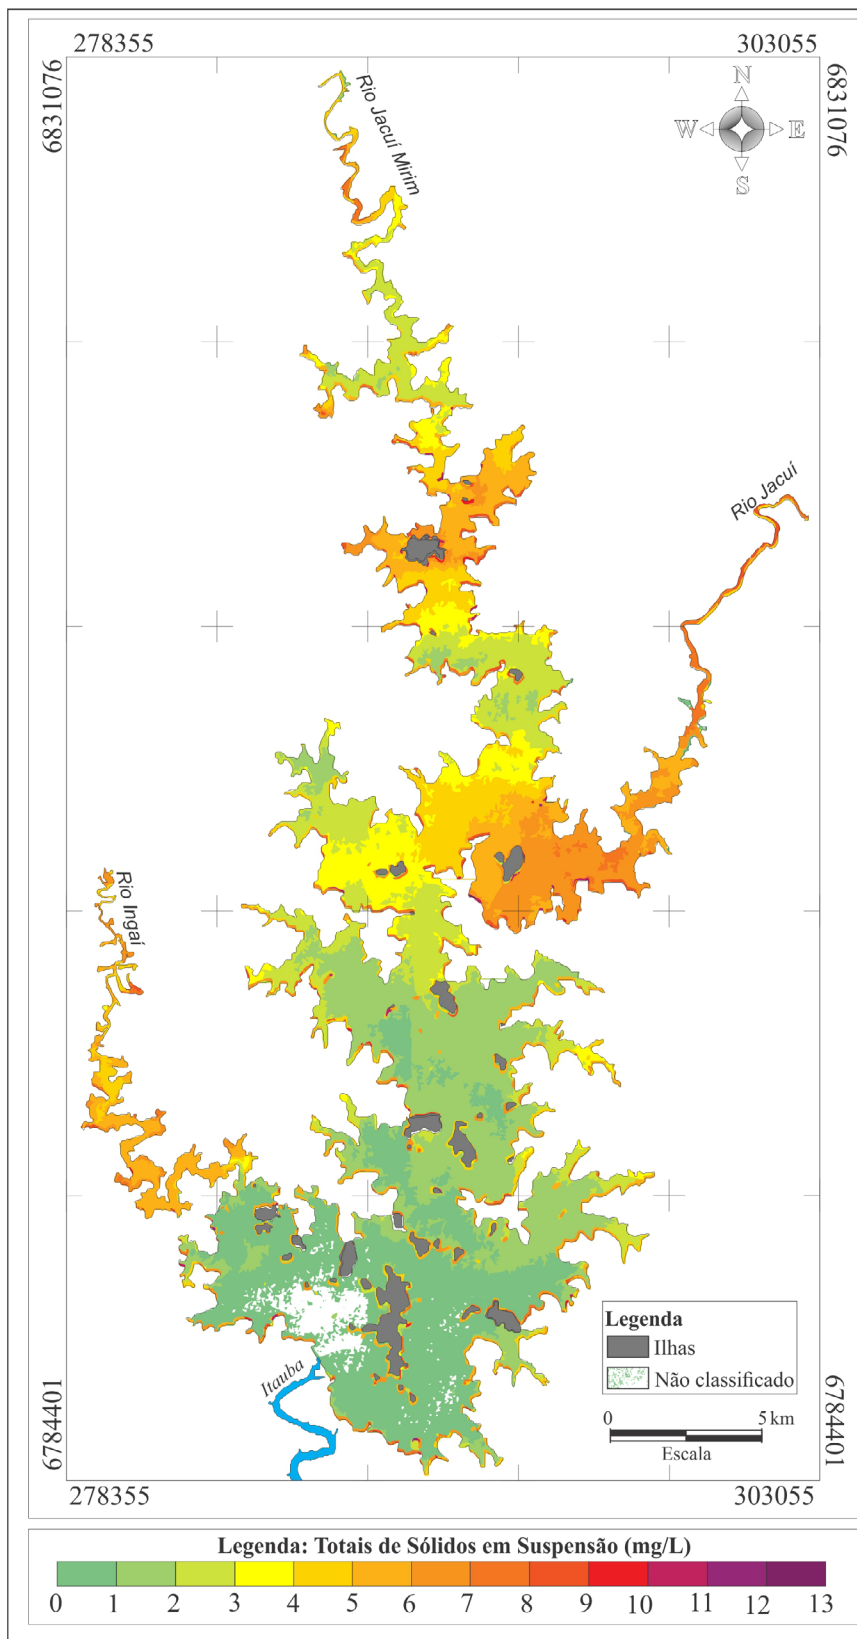 278355
303055
6831076
6831076
N
W
E
S
Rio Jacuí Mirim
Rio Jacuí
Rio Ingaí
Itauba
Legenda
Ilhas
Não classificado
0
5 km
Escala
6784401
6784401
278355
303055
Legenda: Totais de Sólidos em Suspensão (mg/L)
0 1 2 3 4 5 6 7 8 9 10 11 12 13